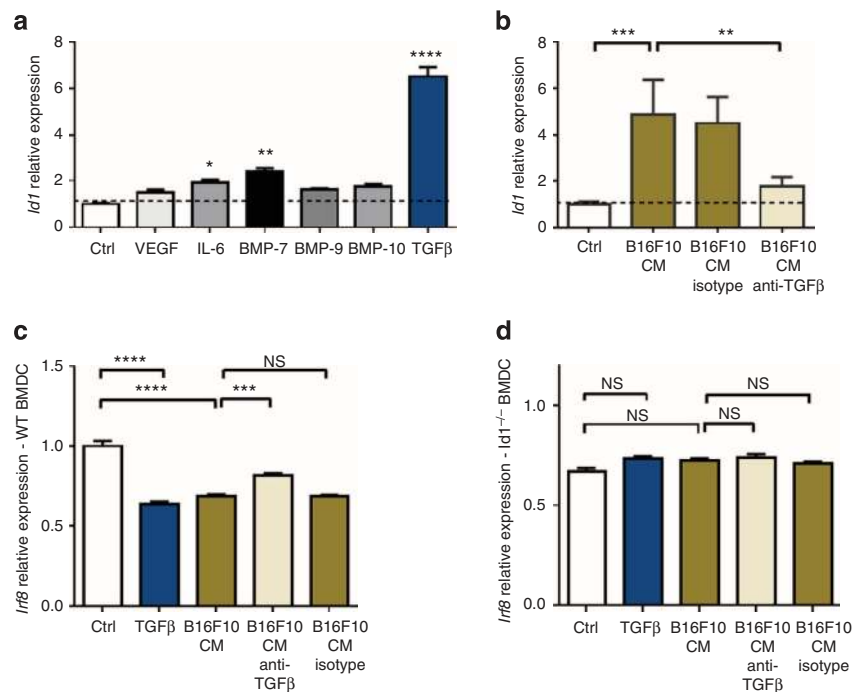 a
Id1 relative expression
8
6
4
2
0
*
**
****
Ctrl VEGF IL-6 BMP-7 BMP-9 BMP-10 TGFβ
b
Id1 relative expression
8
6
4
2
0
*** **
Ctrl
B16F10
CM
B16F10
CM
isotype
B16F10
CM
anti-TGFβ
c
Irf8 relative expression - WT BMDC
1.5
1.0
0.5
0.0
**** NS
**** ***
Ctrl
TGFβ
B16F10
CM
B16F10
CM
anti-
TGFβ
B16F10
CM
isotype
d
Irf8 relative expression - Id1–/– BMDC
1.0
0.5
0.0
NS NS
NS NS
Ctrl
TGFβ
B16F10
CM
B16F10
CM
anti-
TGFβ
B16F10
CM
isotype